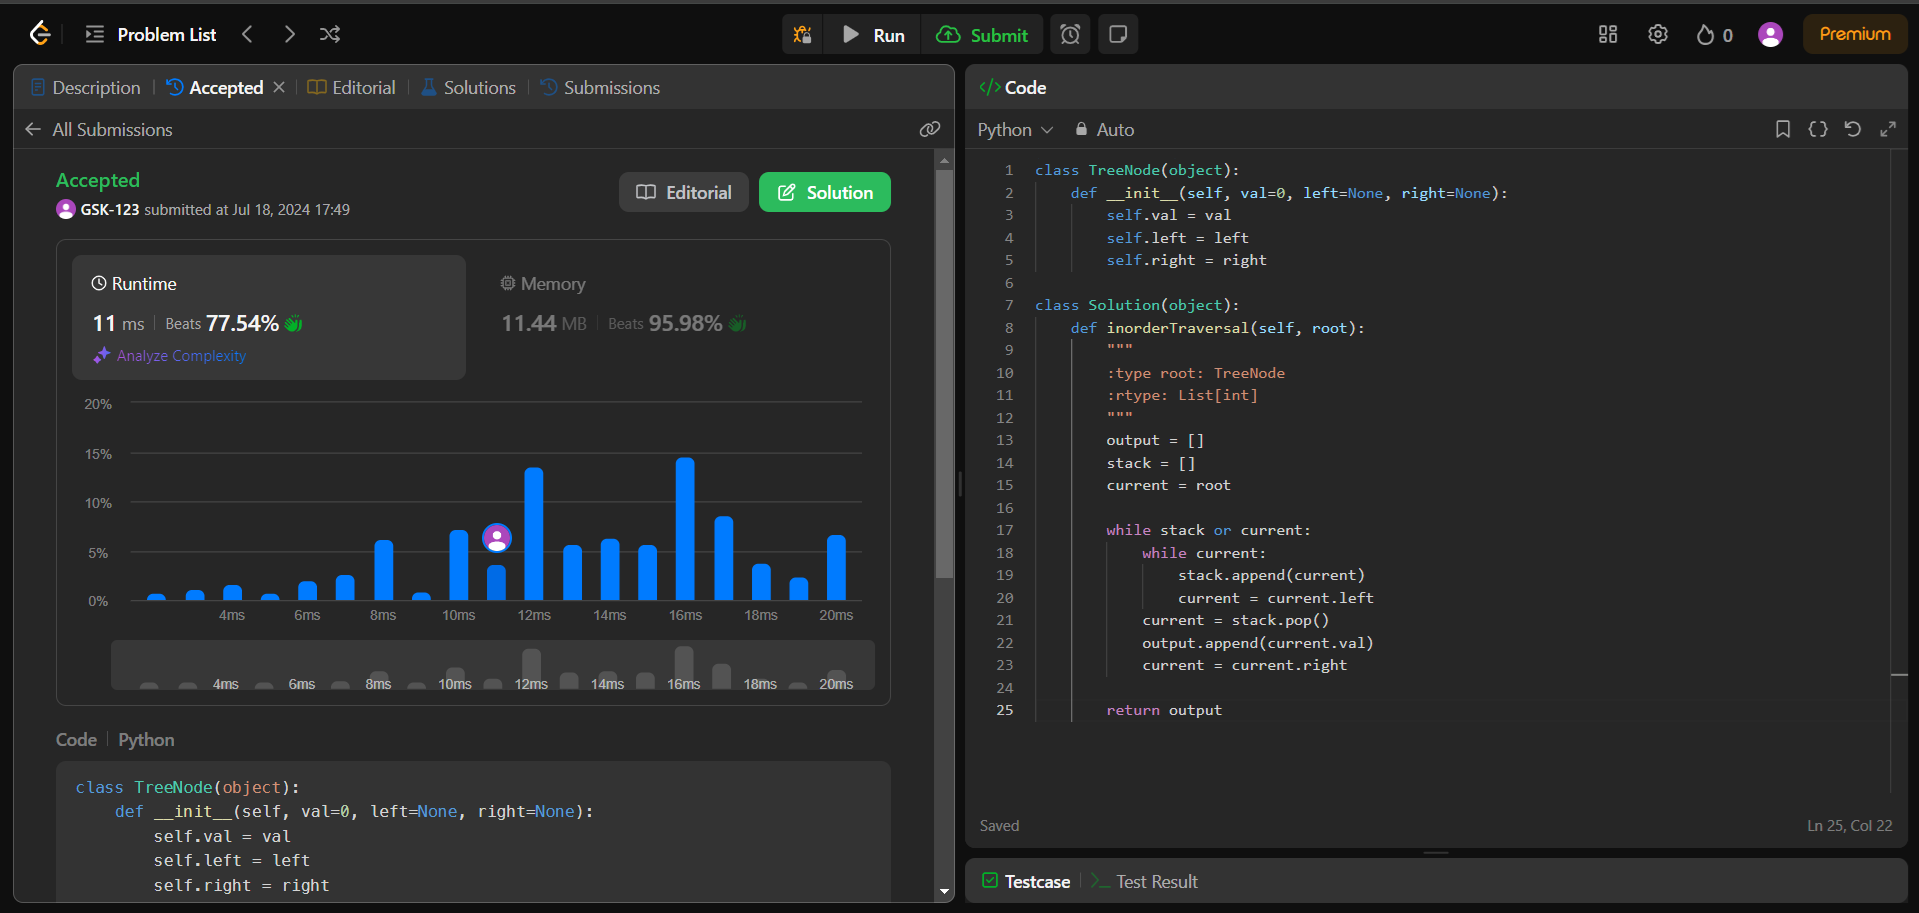 Problem List
Run
Submit
0
Premium
Description
Accepted
Editorial
Solutions
Submissions
All Submissions
Accepted
GSK-123 submitted at Jul 18, 2024 17:49
Editorial
Solution
Runtime
11 ms Beats 77.54%
Analyze Complexity
Memory
11.44 MB Beats 95.98%
20%
15%
10%
5%
0%
4ms 6ms 8ms 10ms 12ms 14ms 16ms 18ms 20ms
4ms 6ms 8ms 10ms 12ms 14ms 16ms 18ms 20ms
Code Python
class TreeNode(object):
    def __init__(self, val=0, left=None, right=None):
        self.val = val
        self.left = left
        self.right = right
</> Code
Python Auto
1 class TreeNode(object):
2     def __init__(self, val=0, left=None, right=None):
3         self.val = val
4         self.left = left
5         self.right = right
6
7 class Solution(object):
8     def inorderTraversal(self, root):
9         """
10         :type root: TreeNode
11         :rtype: List[int]
12         """
13         output = []
14         stack = []
15         current = root
16
17         while stack or current:
18             while current:
19                 stack.append(current)
20                 current = current.left
21             current = stack.pop()
22             output.append(current.val)
23             current = current.right
24
25         return output
Saved
Ln 25, Col 22
Testcase
Test Result